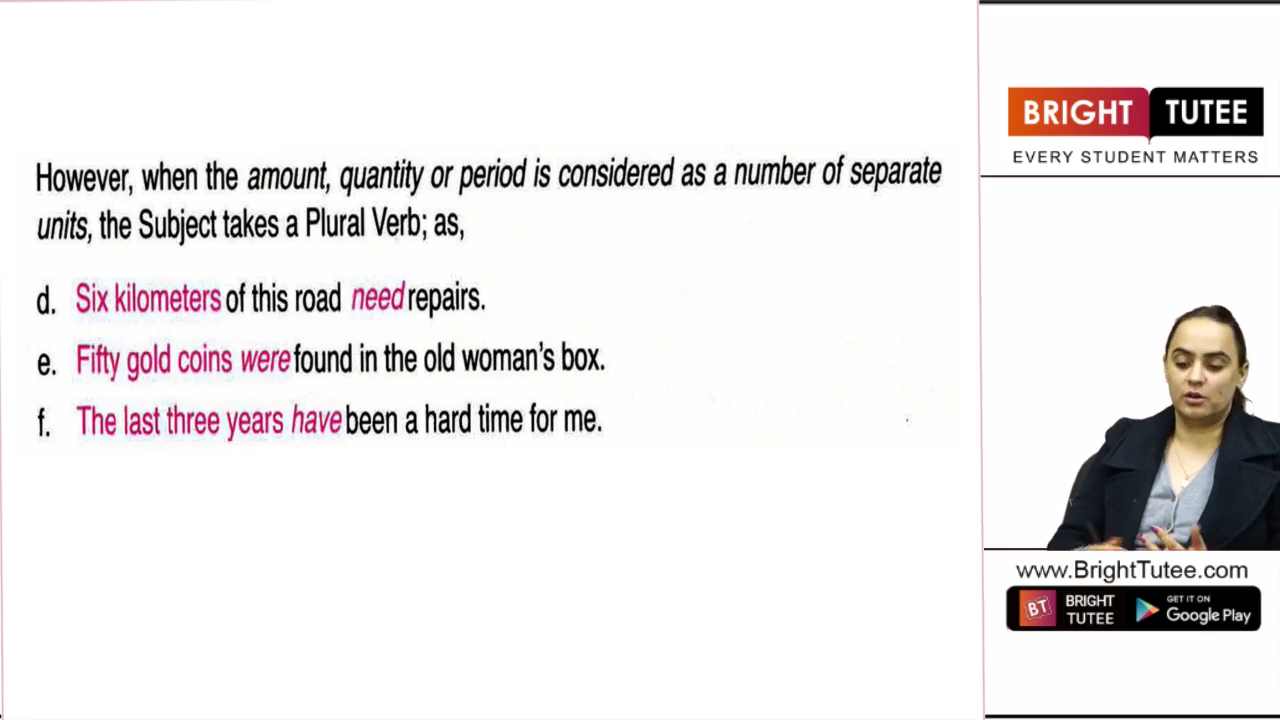 However, when the amount, quantity or period is considered as a number of separate
units, the Subject takes a Plural Verb; as,
d. Six kilometers of this road need repairs.
e. Fifty gold coins were found in the old woman's box.
f. The last three years have been a hard time for me.
BRIGHT TUTEE
EVERY STUDENT MATTERS
www.BrightTutee.com
BT
BRIGHT
TUTEE
GET IT ON
Google Play